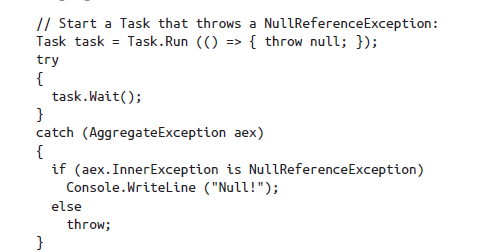 // Start a Task that throws a NullReferenceException:
Task task = Task.Run (() => { throw null; });
try
{
  task.Wait();
}
catch (AggregateException aex)
{
  if (aex.InnerException is NullReferenceException)
    Console.WriteLine ("Null!");
  else
    throw;
}